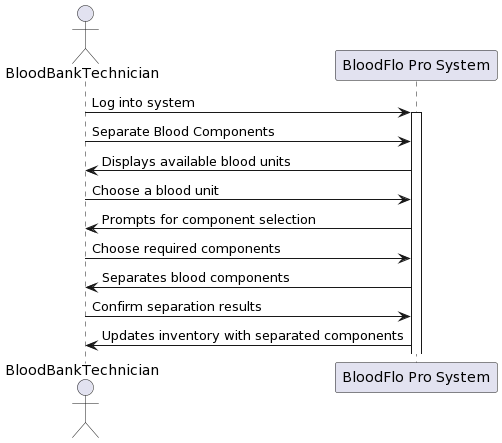 BloodBankTechnician
BloodFlo Pro System
Log into system
Separate Blood Components
Displays available blood units
Choose a blood unit
Prompts for component selection
Choose required components
Separates blood components
Confirm separation results
Updates inventory with separated components
BloodBankTechnician
BloodFlo Pro System